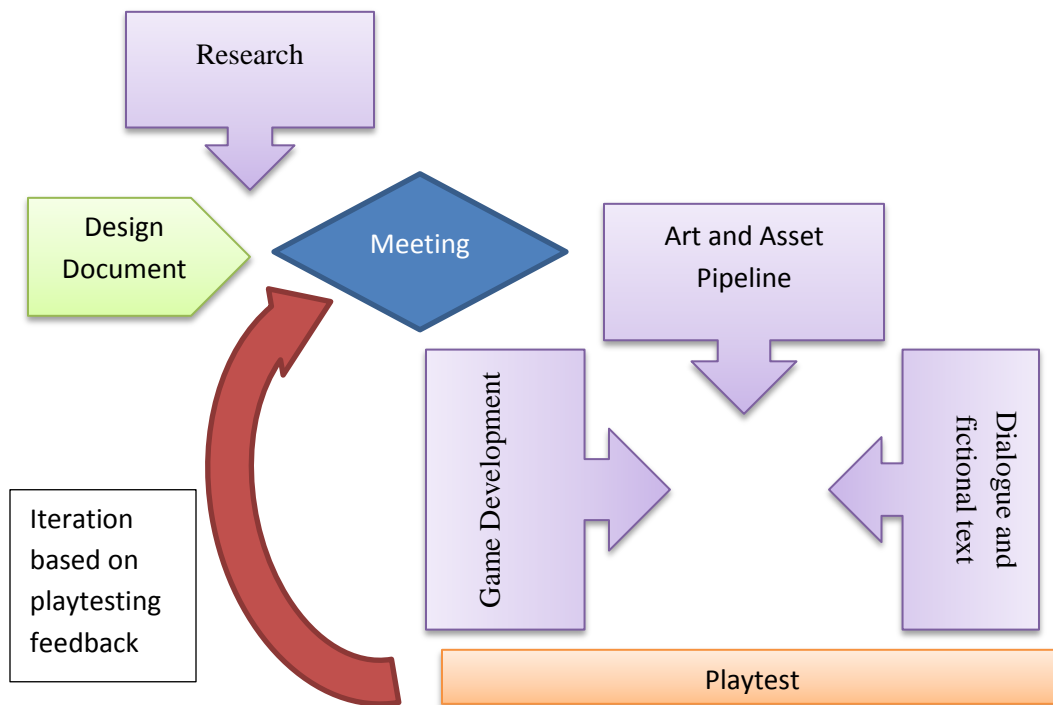 Research
Design
Document
Meeting
Art and Asset
Pipeline
Game Development
Dialogue and
fictional text
Iteration
based on
playtesting
feedback
Playtest